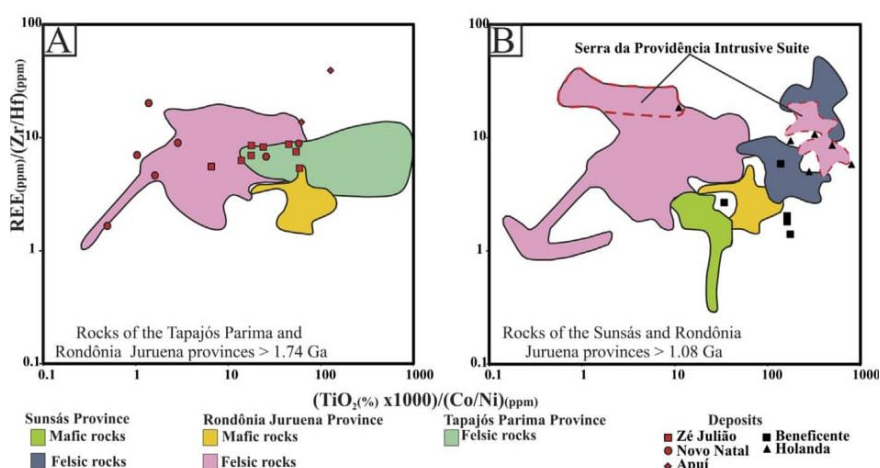 A
100
10
1
0.1
REE(ppm)/(Zr/Hf)(ppm)
Rocks of the Tapajós Parima and
Rondônia Juruena provinces > 1.74 Ga
0.1
1
10
100
1000
B
100
10
1
0.1
Serra da Providência Intrusive Suite
Rocks of the Sunsás and Rondônia
Juruena provinces > 1.08 Ga
0.1
1
10
100
1000
(TiO2(%) x1000)/(Co/Ni)(ppm)
Sunsás Province
Mafic rocks
Felsic rocks
Rondônia Juruena Province
Mafic rocks
Felsic rocks
Tapajós Parima Province
Felsic rocks
Deposits
Zé Julião
Novo Natal
Apuí
Beneficente
Holanda